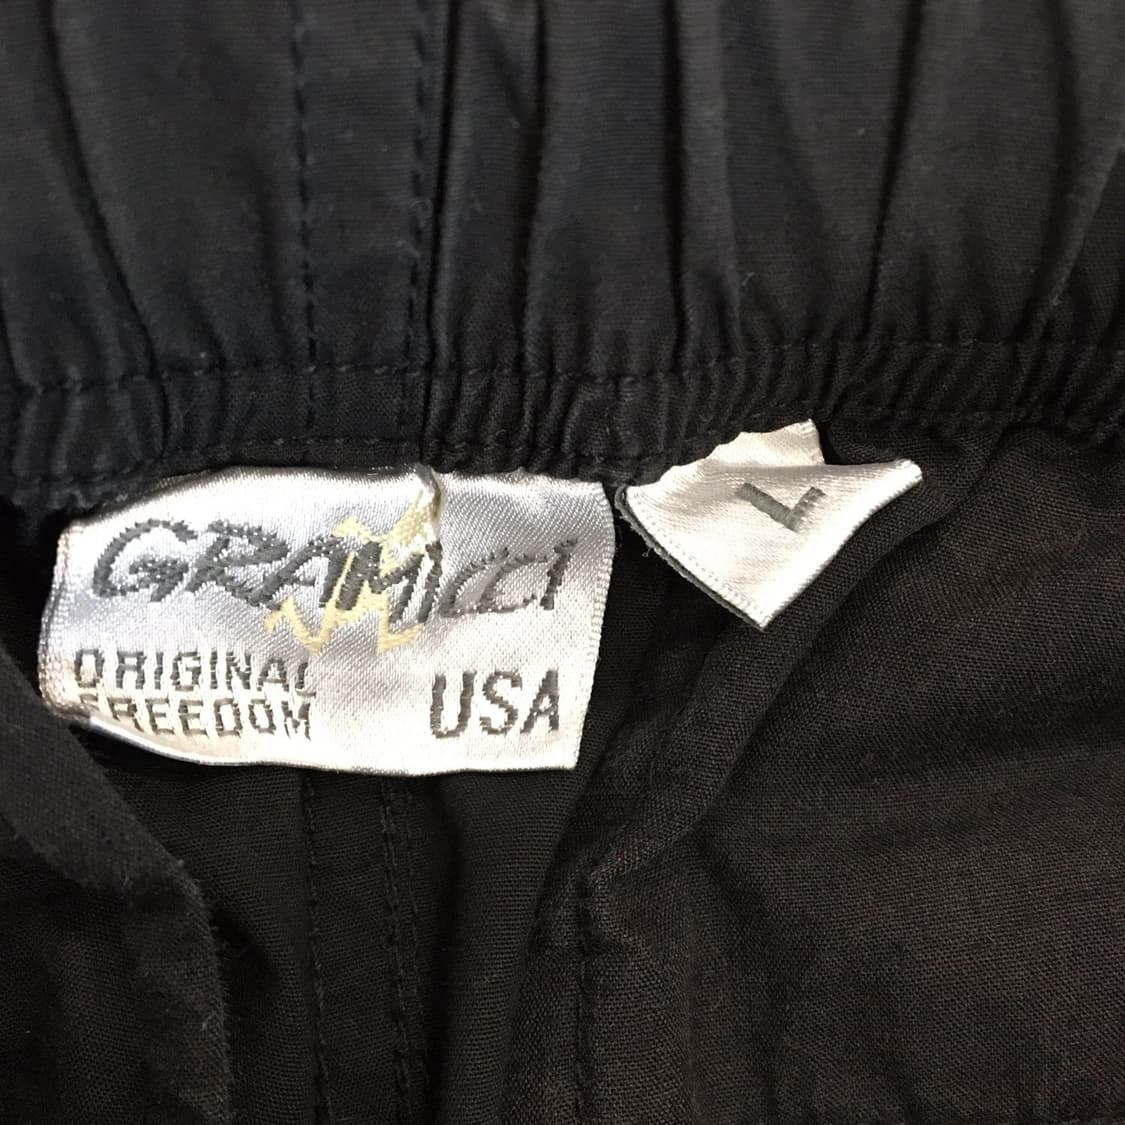 GRAMicci
ORIGINAL
FREEDOM
USA
L